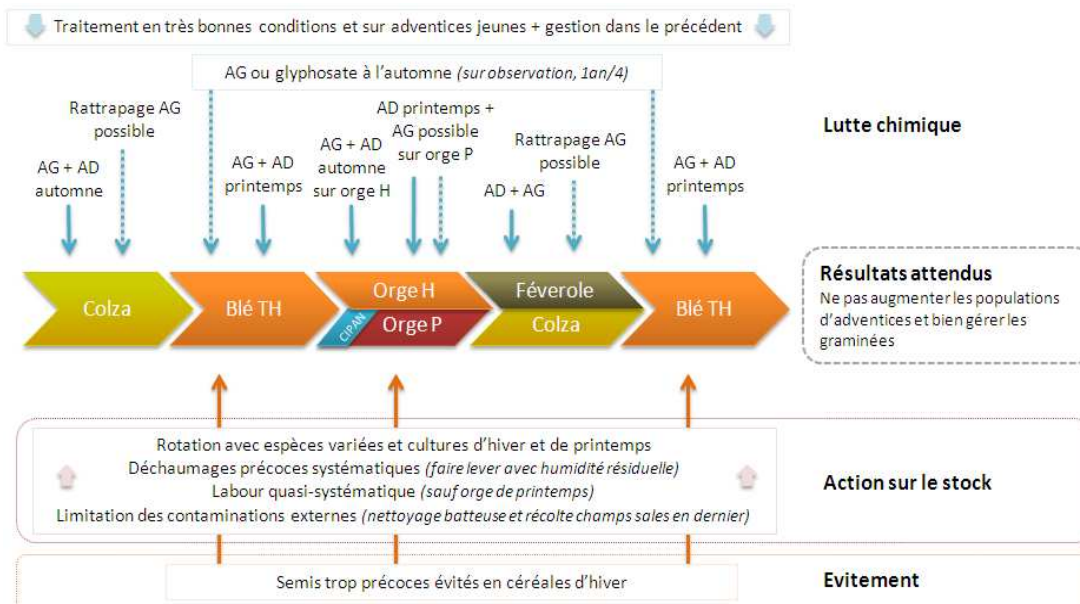 Traitement en très bonnes conditions et sur adventices jeunes + gestion dans le précédent
AG ou glyphosate à l'automne (sur observation, 1an/4)
Rattrapage AG
possible
AG + AD
automne
AG + AD
printemps
AG + AD
automne
sur orge H
AD printemps +
AG possible
sur orge P
AD + AG
Rattrapage AG
possible
AG + AD
printemps
Lutte chimique
Colza
Blé TH
Orge H
CIPAN
Orge P
Féverole
Colza
Blé TH
Résultats attendus
Ne pas augmenter les populations
d'adventices et bien gérer les
graminées
Rotation avec espèces variées et cultures d'hiver et de printemps
Déchaumages précoces systématiques (faire lever avec humidité résiduelle)
Labour quasi-systématique (sauf orge de printemps)
Limitation des contaminations externes (nettoyage batteuse et récolte champs sales en dernier)
Action sur le stock
Semis trop précoces évités en céréales d'hiver
Evitement